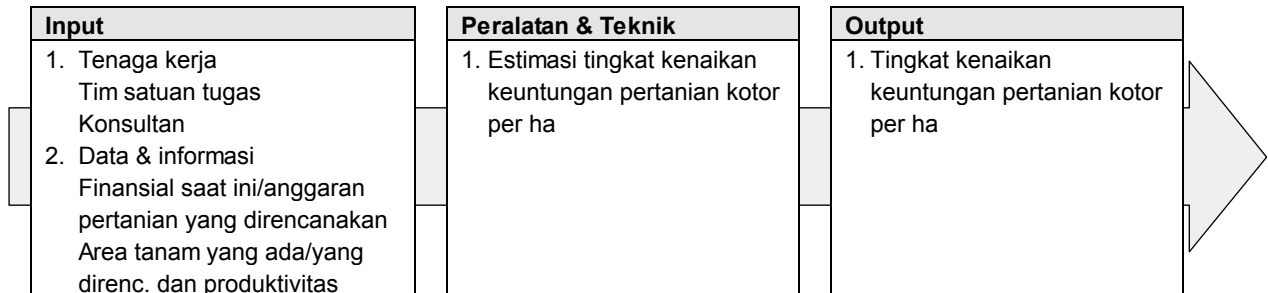 Input
1. Tenaga kerja
Tim satuan tugas
Konsultan
2. Data & informasi
Finansial saat ini/anggaran
pertanian yang direncanakan
Area tanam yang ada/yang
direnc. dan produktivitas
Peralatan & Teknik
1. Estimasi tingkat kenaikan
keuntungan pertanian kotor
per ha
Output
1. Tingkat kenaikan
keuntungan pertanian kotor
per ha